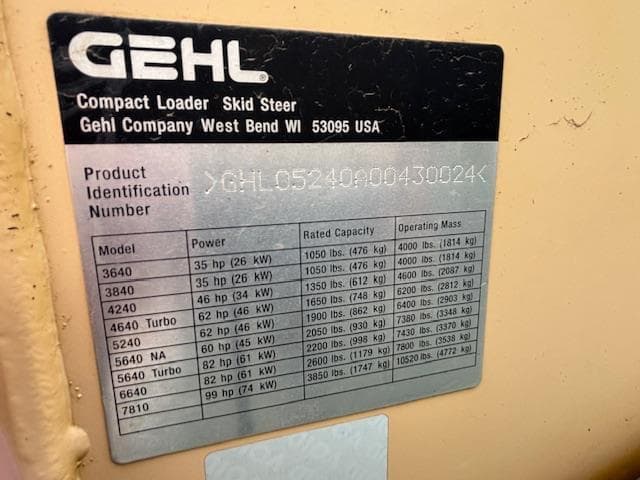 GEHL®
Compact Loader Skid Steer
Gehl Company West Bend WI 53095 USA
Product
Identification
Number
>GHL05240A00430024<
Model Power Rated Capacity Operating Mass
3640 35 hp (26 kW) 1050 lbs. (476 kg) 4000 lbs. (1814 kg)
3840 35 hp (26 kW) 1050 lbs. (476 kg) 4000 lbs. (1814 kg)
4240 46 hp (34 kW) 1350 lbs. (612 kg) 4600 lbs. (2087 kg)
4640 Turbo 62 hp (46 kW) 1650 lbs. (748 kg) 6200 lbs. (2812 kg)
5240 62 hp (46 kW) 1900 lbs. (862 kg) 6400 lbs. (2903 kg)
5640 NA 60 hp (45 kW) 2050 lbs. (930 kg) 7380 lbs. (3348 kg)
5640 Turbo 82 hp (61 kW) 2200 lbs. (998 kg) 7430 lbs. (3370 kg)
6640 82 hp (61 kW) 2600 lbs. (1179 kg) 7800 lbs. (3538 kg)
7810 99 hp (74 kW) 3850 lbs. (1747 kg) 10520 lbs. (4772 kg)